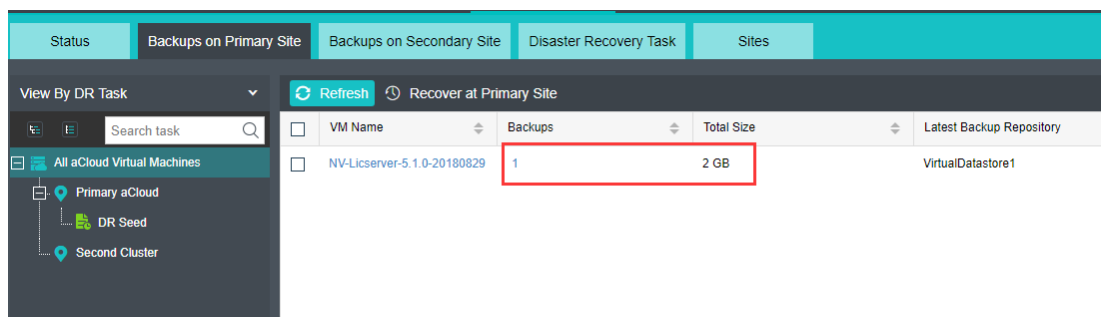 Status Backups on Primary Site Backups on Secondary Site Disaster Recovery Task Sites
View By DR Task
Refresh Recover at Primary Site
Search task
VM Name Backups Total Size Latest Backup Repository
All aCloud Virtual Machines
NV-Licserver-5.1.0-20180829 1 2 GB VirtualDatastore1
Primary aCloud
DR Seed
Second Cluster